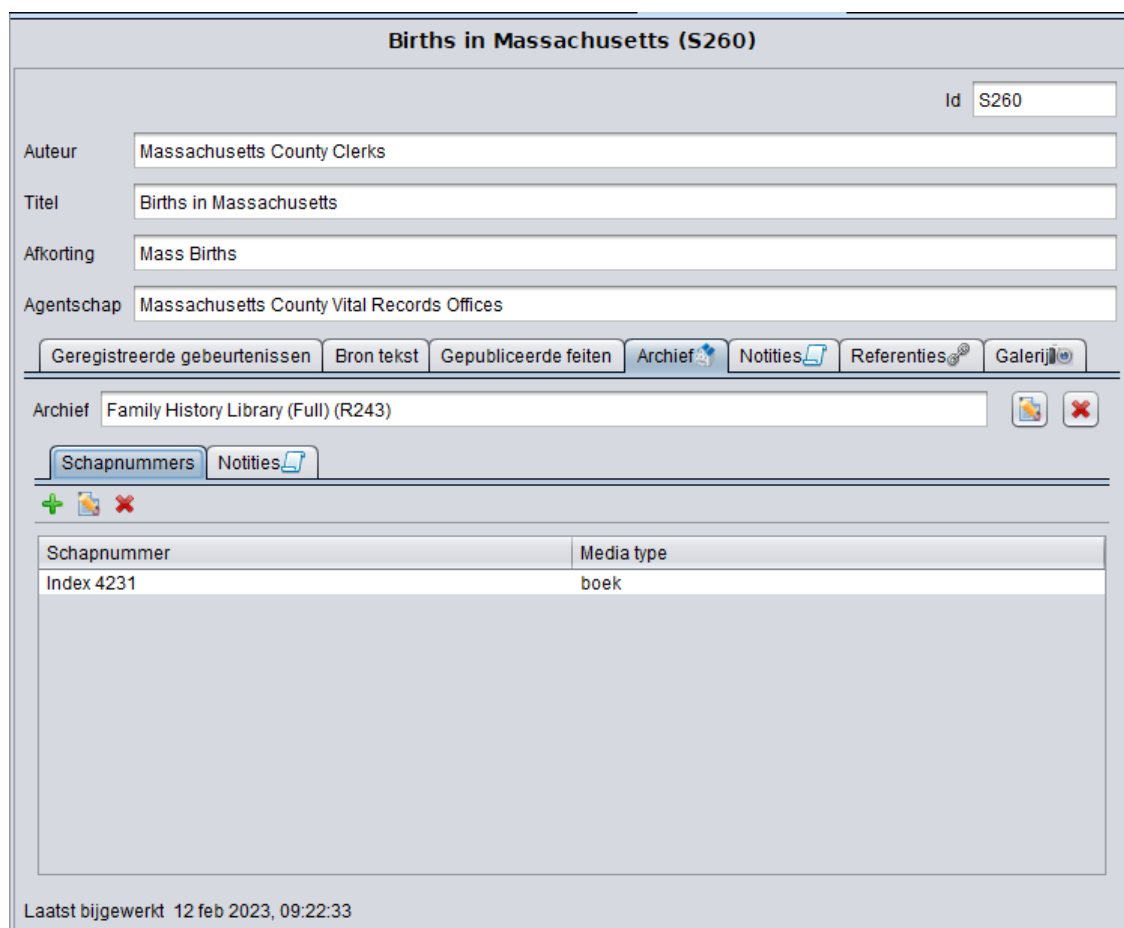 Births in Massachusetts (S260)
Id S260
Auteur Massachusetts County Clerks
Titel Births in Massachusetts
Afkorting Mass Births
Agentschap Massachusetts County Vital Records Offices
Geregistreerde gebeurtenissen Bron tekst Gepubliceerde feiten Archief Notities Referenties Galerij
Archief Family History Library (Full) (R243)
Schapnummers Notities
Schapnummer Media type
Index 4231 boek
Laatst bijgewerkt 12 feb 2023, 09:22:33